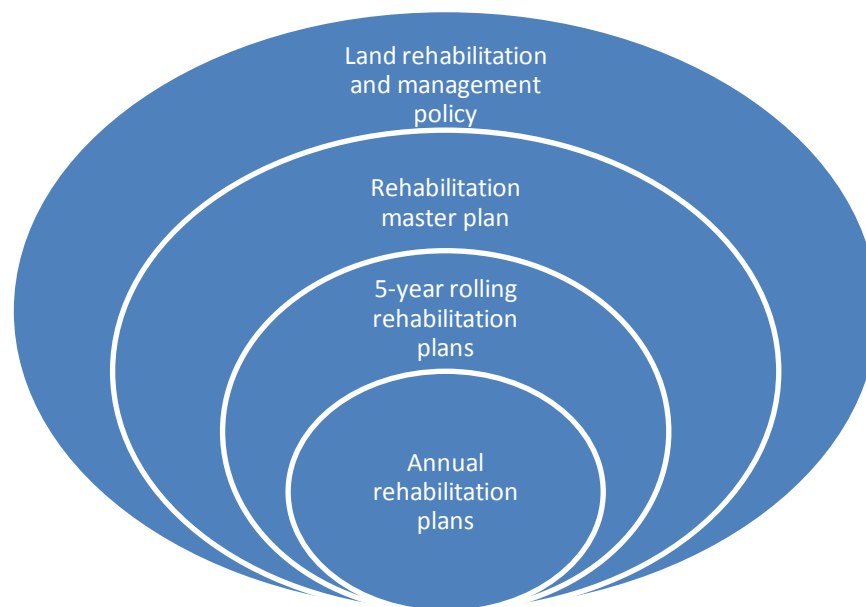 Land rehabilitation
and management
policy
Rehabilitation
master plan
5-year rolling
rehabilitation
plans
Annual
rehabilitation
plans